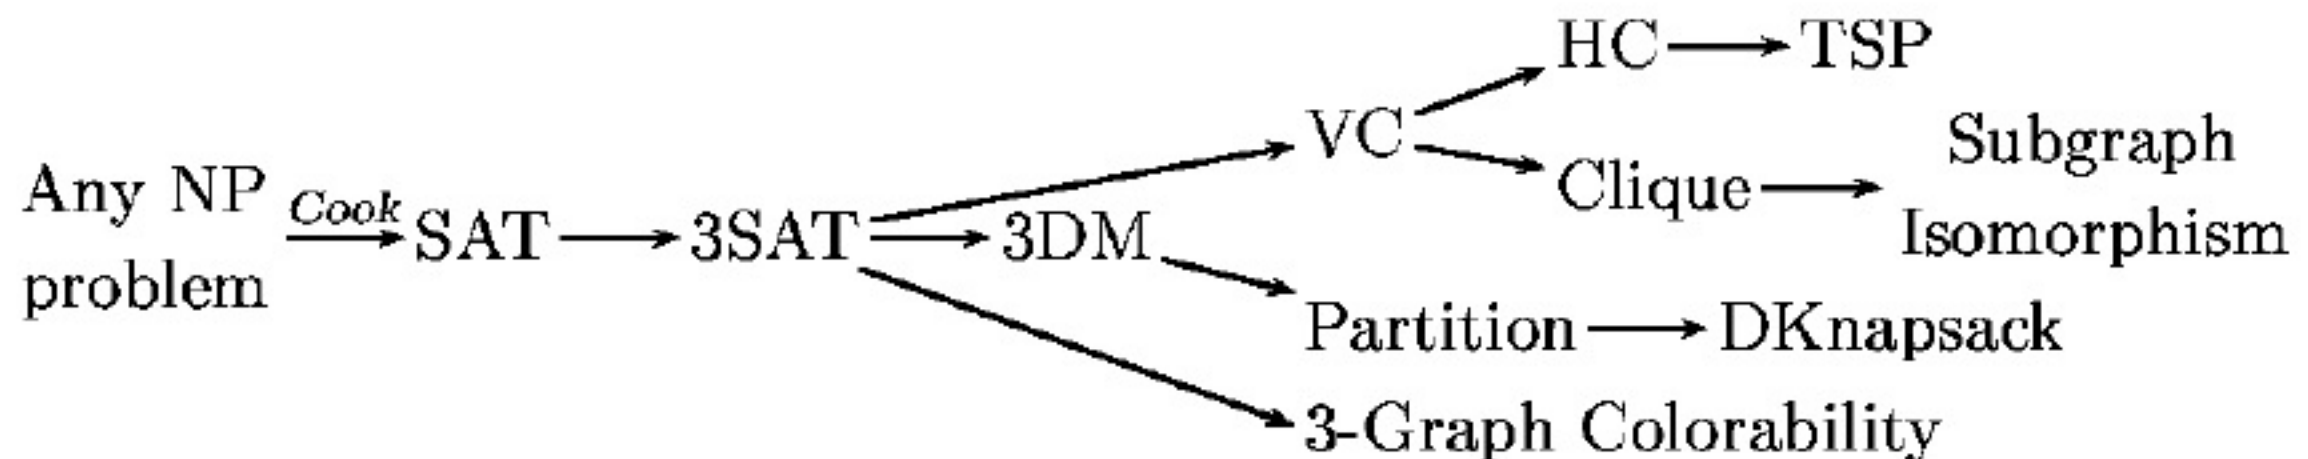 HC
TSP
VC
Subgraph
Clique
Isomorphism
Any NP
problem
Cook
SAT
3SAT
3DM
Partition
DKnapsack
3-Graph Colorability